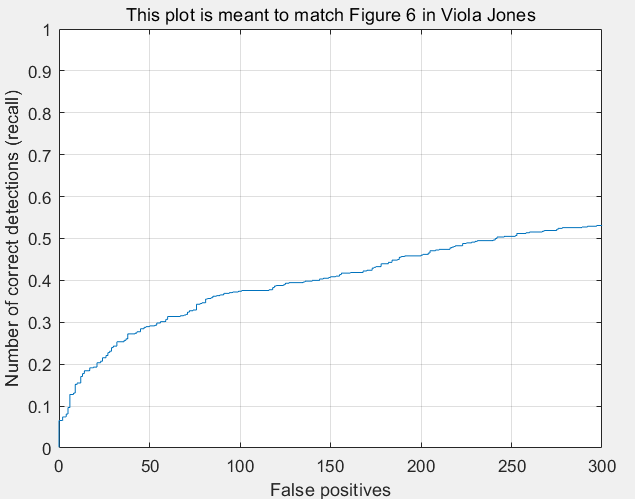 This plot is meant to match Figure 6 in Viola Jones
1
0.9
0.8
0.7
0.6
0.5
0.4
0.3
0.2
0.1
0
Number of correct detections (recall)
0 50 100 150 200 250 300
False positives